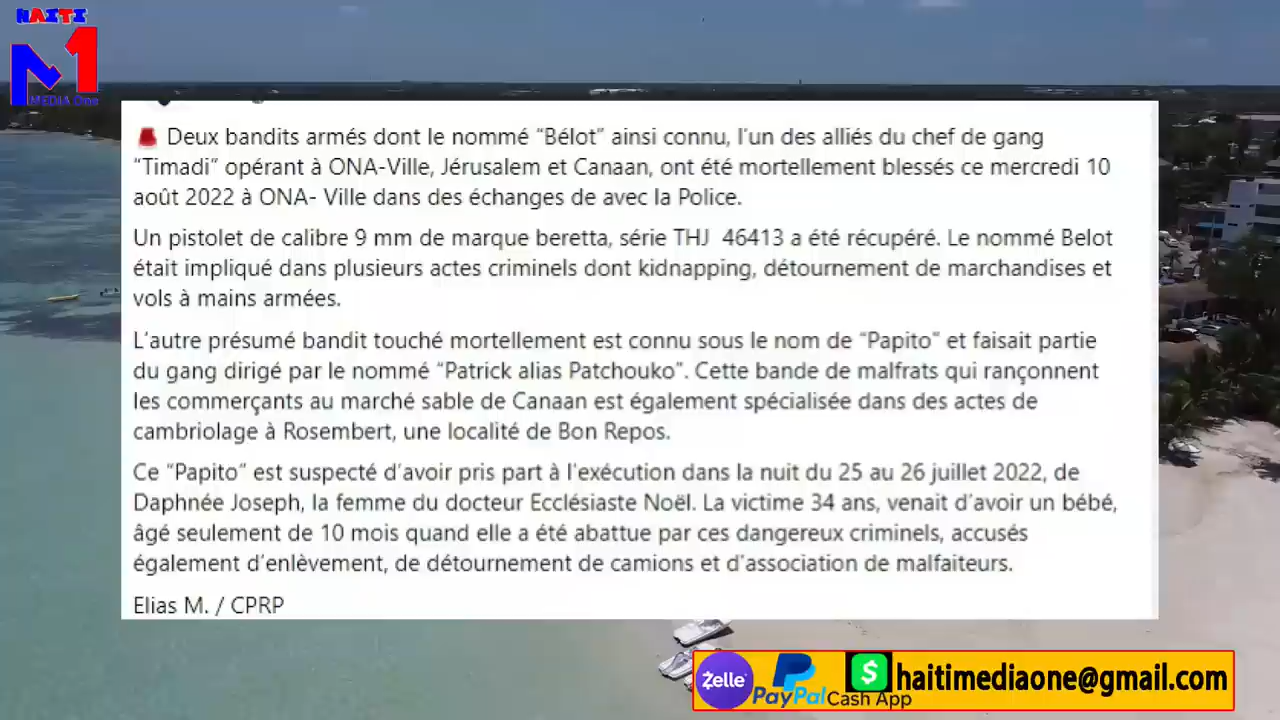 HAITI
M1
MEDIA One
Deux bandits armés dont le nommé “Bélot” ainsi connu, l’un des alliés du chef de gang
“Timadi” opérant à ONA-Ville, Jérusalem et Canaan, ont été mortellement blessés ce mercredi 10
août 2022 à ONA- Ville dans des échanges de avec la Police.
Un pistolet de calibre 9 mm de marque beretta, série THJ 46413 a été récupéré. Le nommé Belot
était impliqué dans plusieurs actes criminels dont kidnapping, détournement de marchandises et
vols à mains armées.
L’autre présumé bandit touché mortellement est connu sous le nom de “Papito” et faisait partie
du gang dirigé par le nommé “Patrick alias Patchouko”. Cette bande de malfrats qui rançonnent
les commerçants au marché sable de Canaan est également spécialisée dans des actes de
cambriolage à Rosembert, une localité de Bon Repos.
Ce “Papito” est suspecté d’avoir pris part à l’exécution dans la nuit du 25 au 26 juillet 2022, de
Daphnée Joseph, la femme du docteur Ecclésiaste Noël. La victime 34 ans, venait d’avoir un bébé,
âgé seulement de 10 mois quand elle a été abattue par ces dangereux criminels, accusés
également d’enlèvement, de détournement de camions et d’association de malfaiteurs.
Elias M. / CPRP
Zelle PayPal $ Cash App haitimediaone@gmail.com